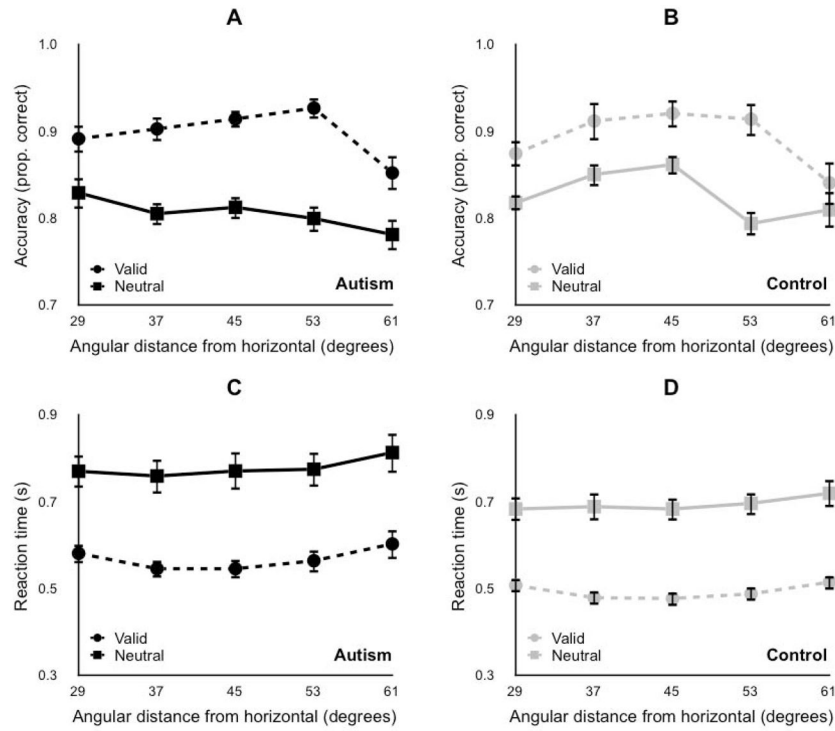 A
1.0
0.9
0.8
0.7
Accuracy (prop. correct)
Valid
Neutral
Autism
29 37 45 53 61
Angular distance from horizontal (degrees)
B
1.0
0.9
0.8
0.7
Accuracy (prop. correct)
Valid
Neutral
Control
29 37 45 53 61
Angular distance from horizontal (degrees)
C
0.9
0.7
0.5
0.3
Reaction time (s)
Valid
Neutral
Autism
29 37 45 53 61
Angular distance from horizontal (degrees)
D
0.9
0.7
0.5
0.3
Reaction time (s)
Valid
Neutral
Control
29 37 45 53 61
Angular distance from horizontal (degrees)